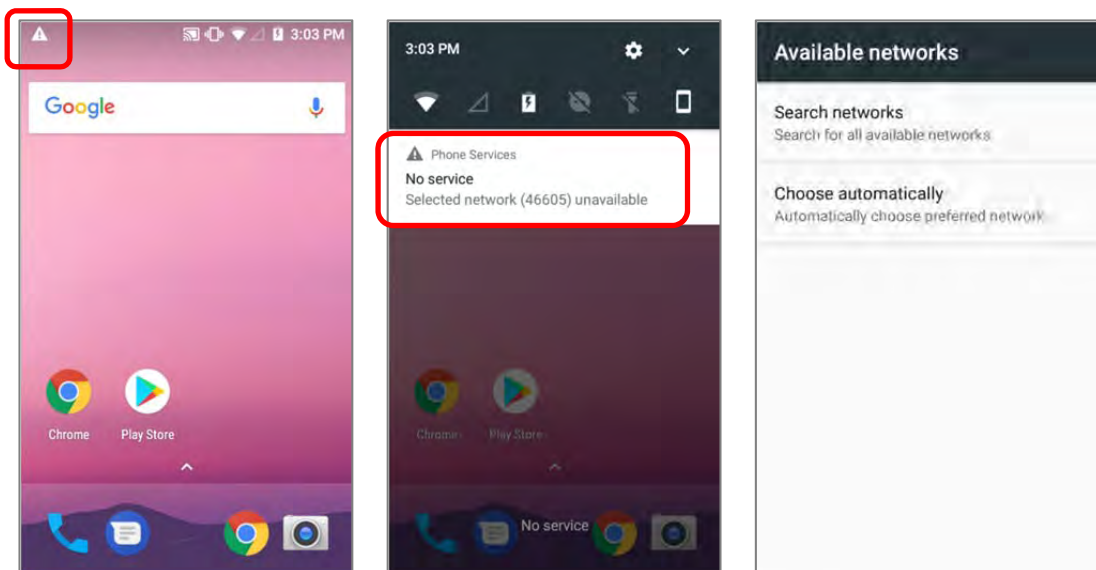 3:03 PM
Google
Chrome
Play Store
3:03 PM
Phone Services
No service
Selected network (46605) unavailable
Chrome
Play Store
No service
Available networks
Search networks
Search for all available networks
Choose automatically
Automatically choose preferred network